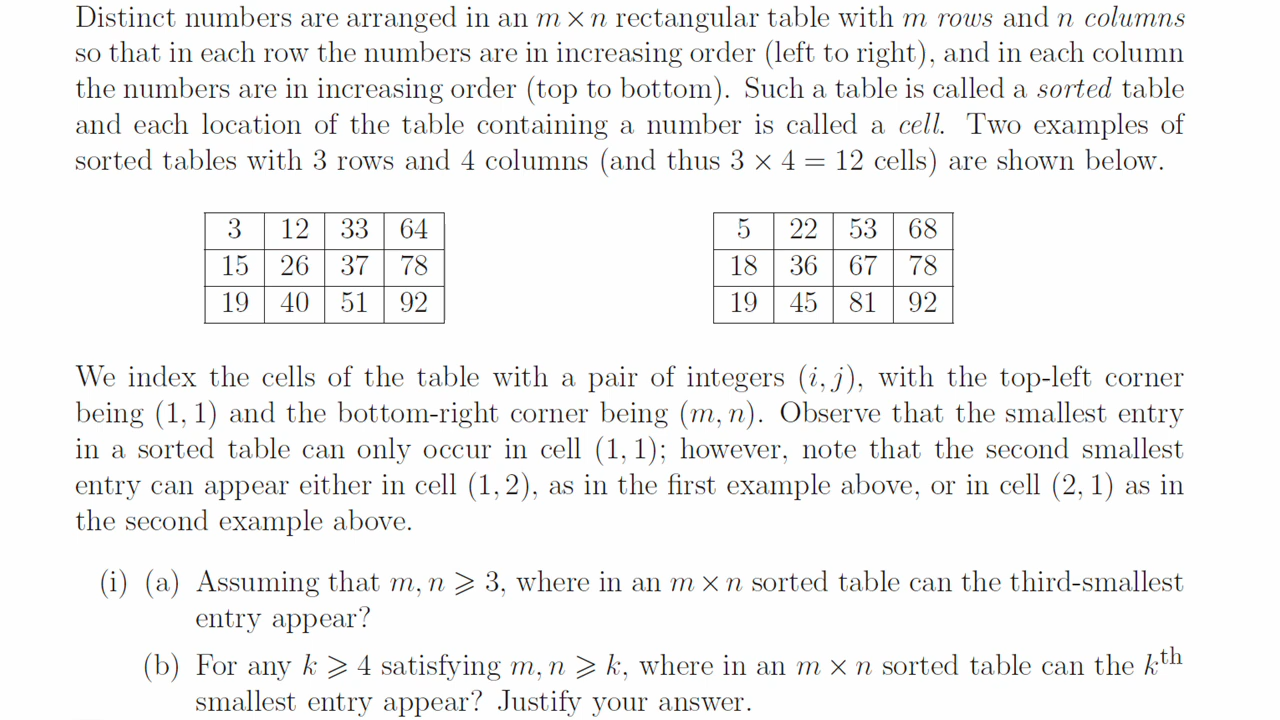 Distinct numbers are arranged in an m × n rectangular table with m rows and n columns
so that in each row the numbers are in increasing order (left to right), and in each column
the numbers are in increasing order (top to bottom). Such a table is called a sorted table
and each location of the table containing a number is called a cell. Two examples of
sorted tables with 3 rows and 4 columns (and thus 3 × 4 = 12 cells) are shown below.
3 12 33 64
15 26 37 78
19 40 51 92
5 22 53 68
18 36 67 78
19 45 81 92
We index the cells of the table with a pair of integers (i, j), with the top-left corner
being (1, 1) and the bottom-right corner being (m, n). Observe that the smallest entry
in a sorted table can only occur in cell (1, 1); however, note that the second smallest
entry can appear either in cell (1, 2), as in the first example above, or in cell (2, 1) as in
the second example above.
(i) (a) Assuming that m, n ⩾ 3, where in an m × n sorted table can the third-smallest
entry appear?
(b) For any k ⩾ 4 satisfying m, n ⩾ k, where in an m × n sorted table can the kth
smallest entry appear? Justify your answer.